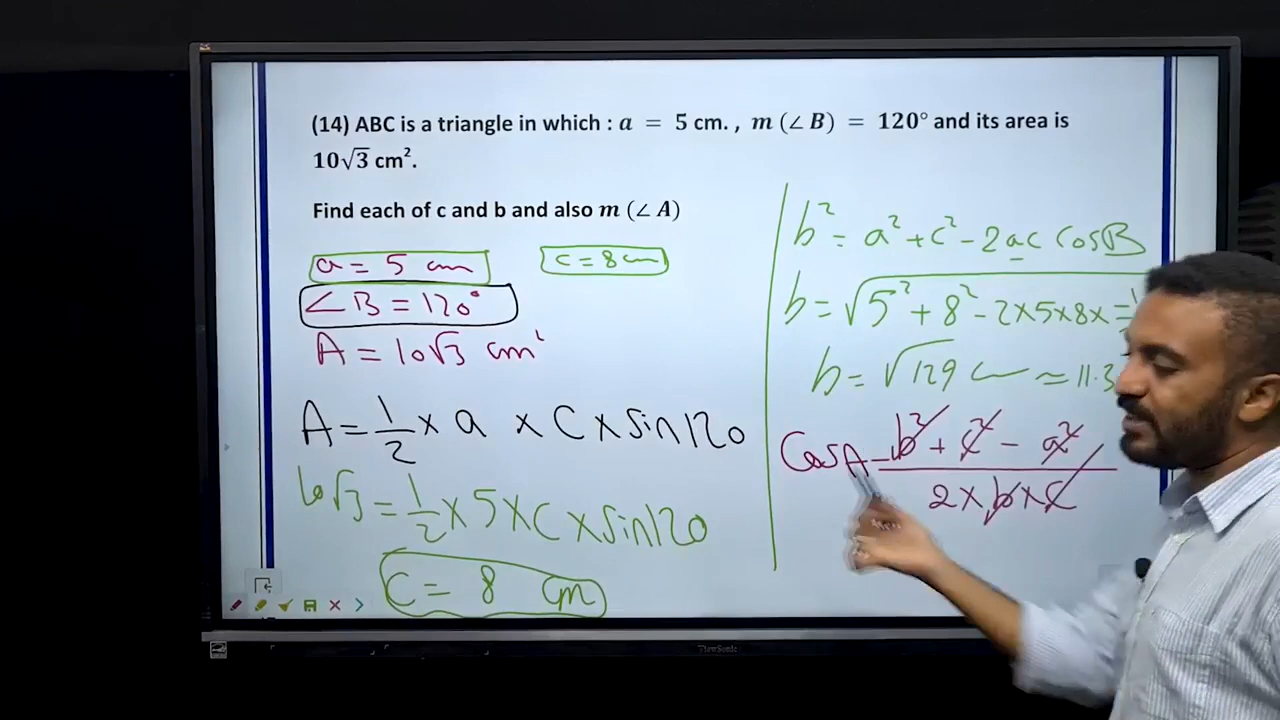 (14) ABC is a triangle in which : a = 5 cm. , m (∠ B) = 120° and its area is
10√3 cm².
Find each of c and b and also m (∠ A)
a = 5 cm
c = 8 cm
∠ B = 120°
A = 10√3 cm²
A = 1/2 × a × C × sin 120
10√3 = 1/2 × 5 × C × sin 120
C = 8 cm
b² = a² + c² - 2ac cos B
b = √5² + 8² - 2×5×8×
b = √129 cm ≈ 11.3
Cos A = b² + c² - a² / 2 × b × c
ViewSonic